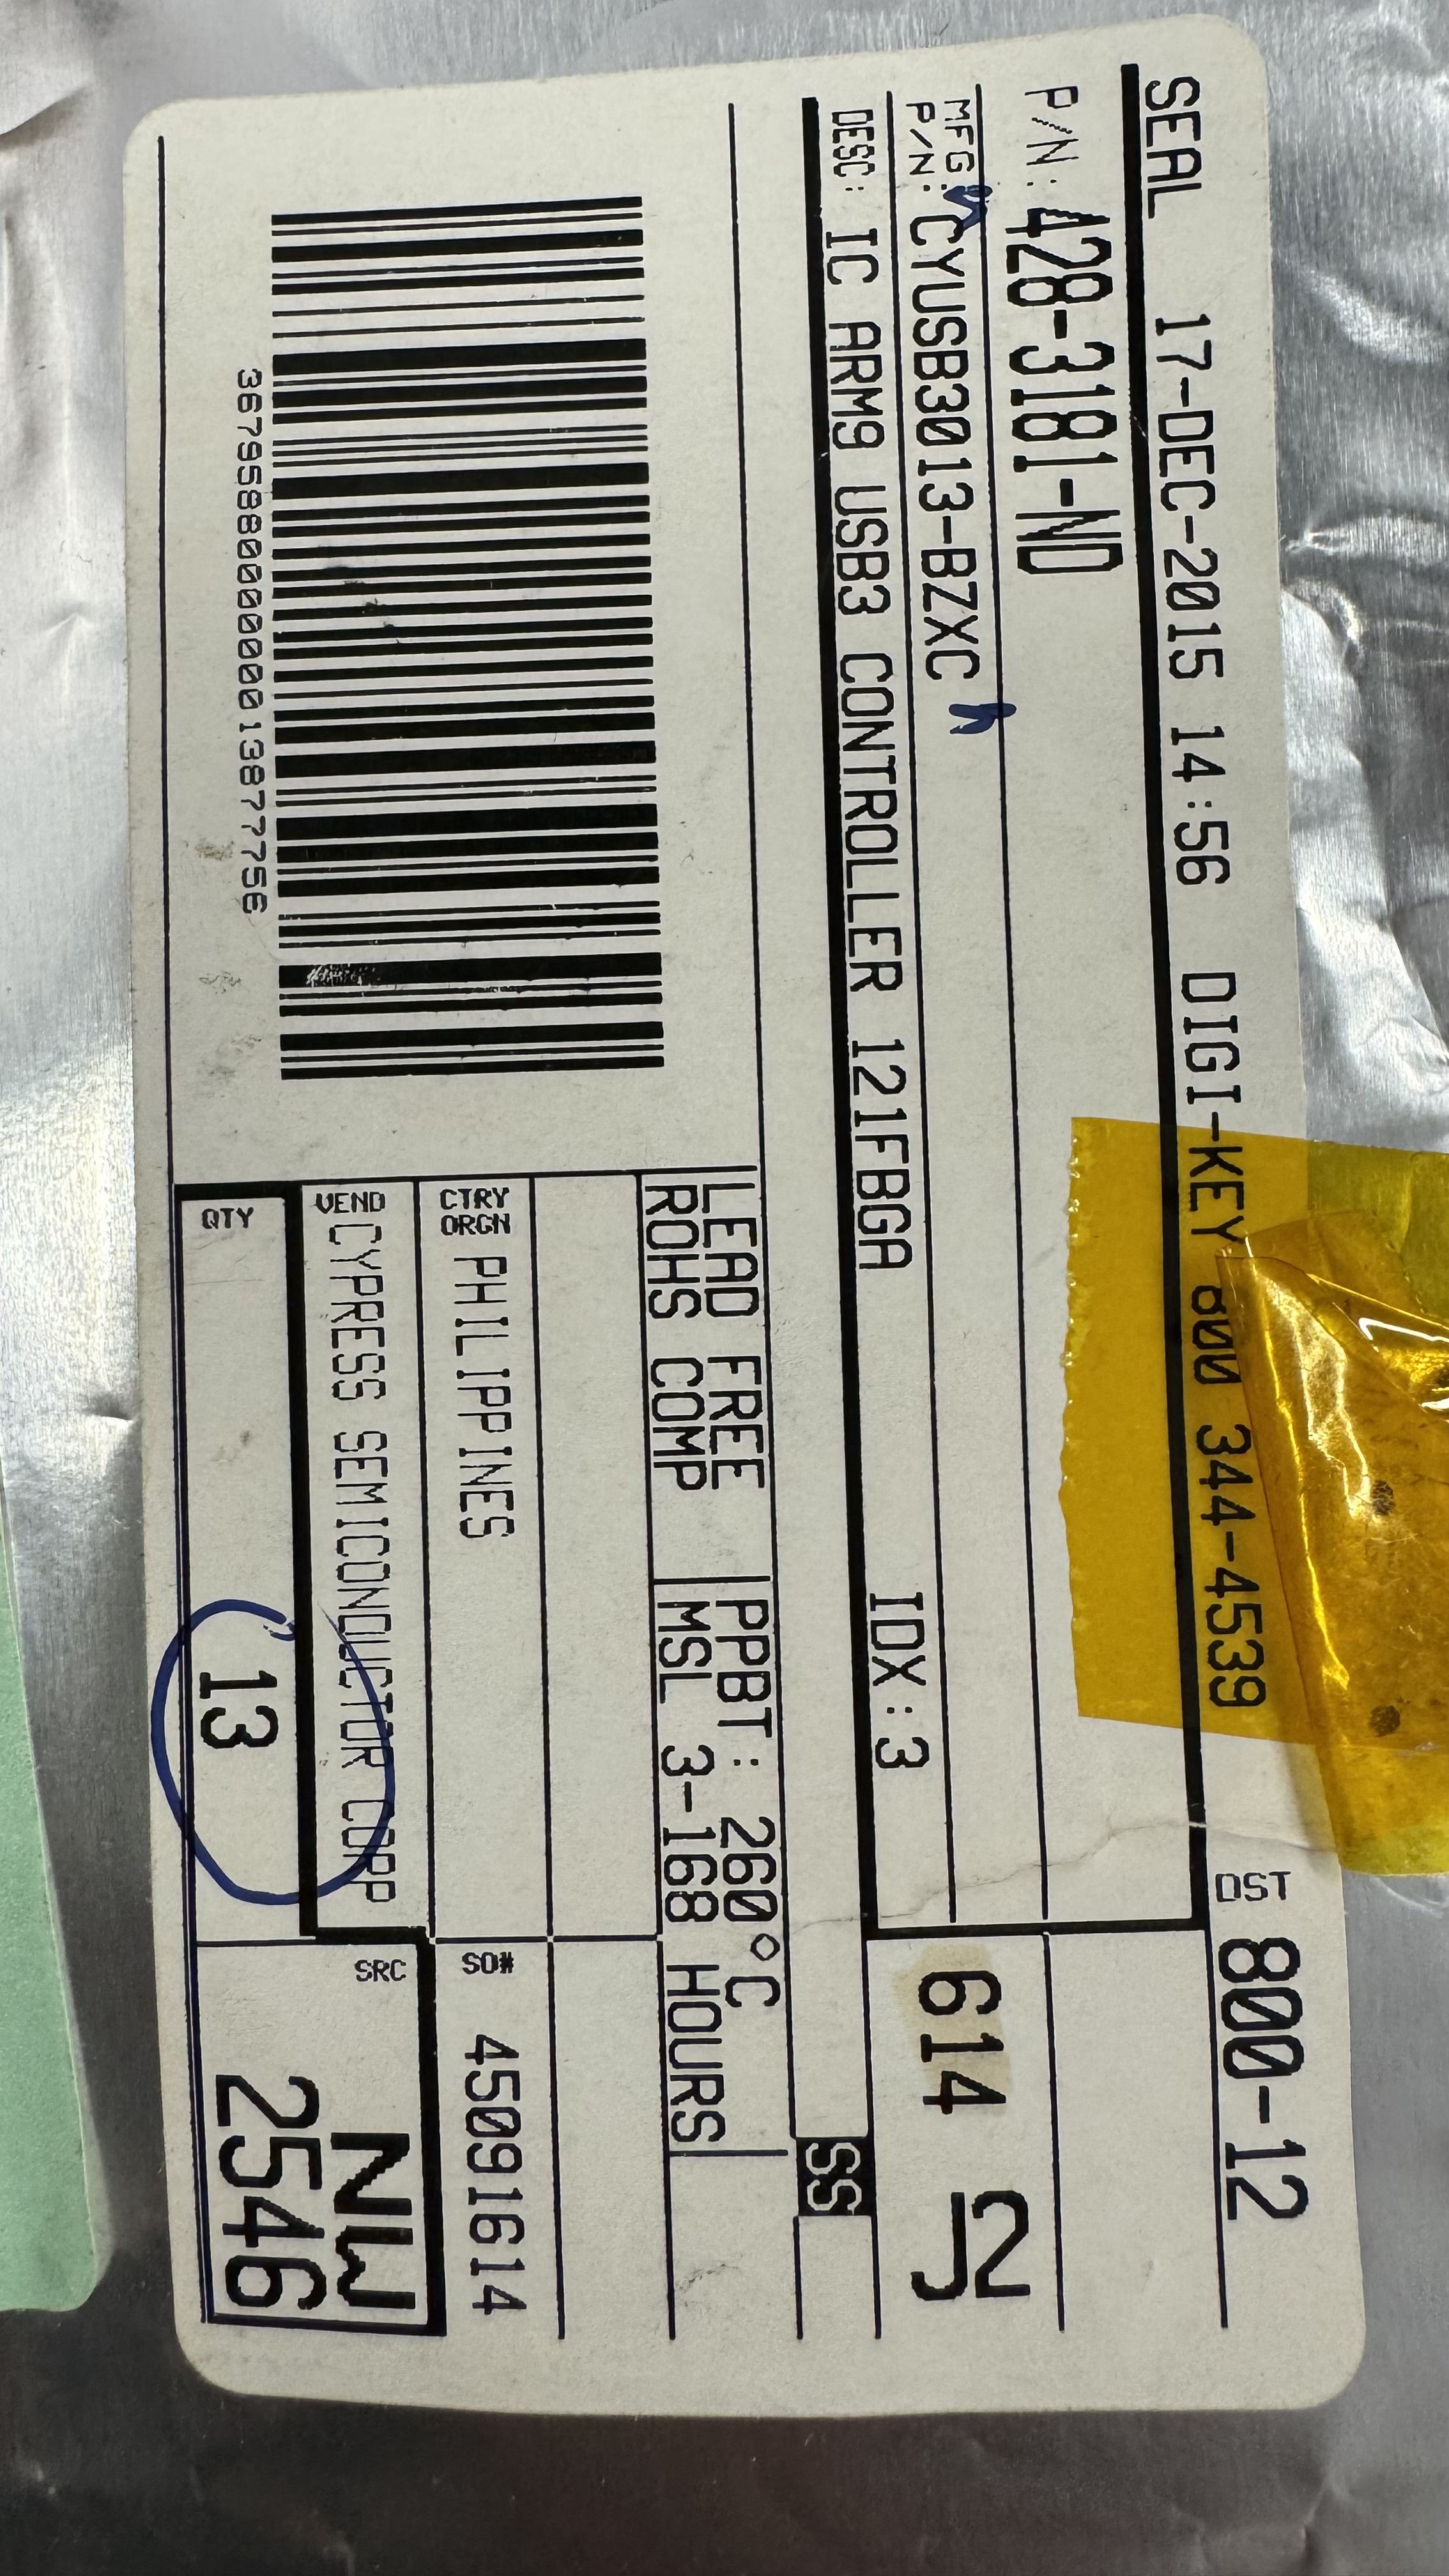 SEAL 17-DEC-2015 14:56 DIGI-KEY 800 344-4539
DST 800-12
P/N: 428-3181-ND
MFG
P/N: CYUSB3013-BZXC
614 J2
DESC: IC ARM9 USB3 CONTROLLER 121FBGA IDX:3
SS
LEAD FREE
ROHS COMP
PPBT: 260°C
MSL 3-168 HOURS
CTRY
ORGN PHILIPPINES
SO# 45091614
VEND CYPRESS SEMICONDUCTOR CORP
QTY 13
SRC NW
2546